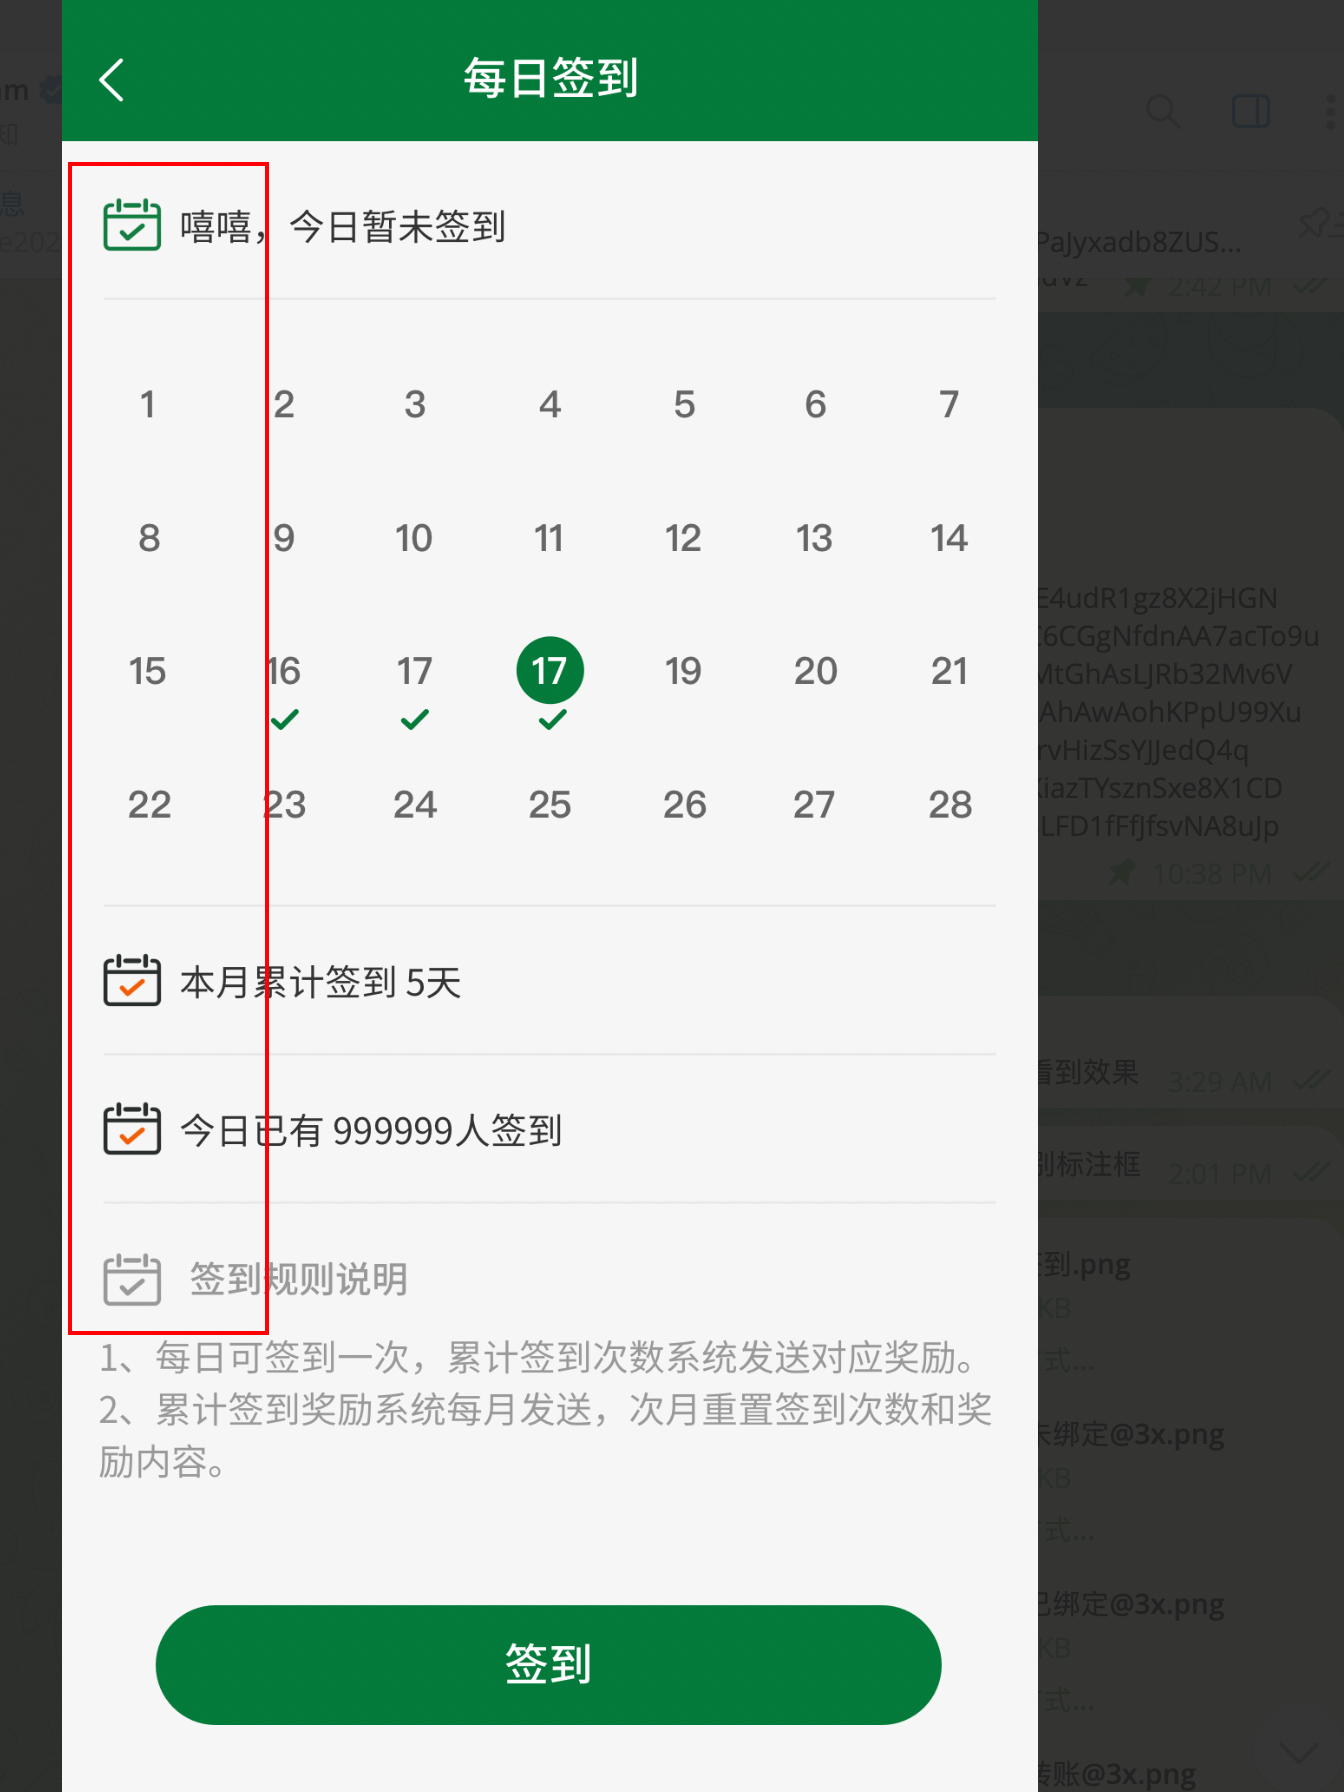 每日签到
嘻嘻，今日暂未签到
1 2 3 4 5 6 7
8 9 10 11 12 13 14
15 16 17 17 19 20 21
22 23 24 25 26 27 28
本月累计签到 5天
今日已有 999999人签到
签到规则说明
1、每日可签到一次，累计签到次数系统发送对应奖励。
2、累计签到奖励系统每月发送，次月重置签到次数和奖
励内容。
签到
am
知
息
e202
PaJyxadb8ZUS...
2:42 PM
E4udR1gz8X2jHGN
C6CGgNfdnAA7acTo9u
MtGhAsLJRb32Mv6V
AhAwAohKPpU99Xu
rvHizSsYJJedQ4q
KiazTYsznSxe8X1CD
LFD1fFfJfsvNA8uJp
10:38 PM
看到效果 3:29 AM
别标注框 2:01 PM
签到.png
KB
式...
未绑定@3x.png
KB
式...
已绑定@3x.png
KB
式...
转账@3x.png